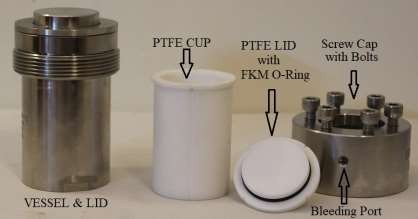 PTFE CUP
PTFE LID
with
FKM O-Ring
Screw Cap
with Bolts
VESSEL & LID
Bleeding Port